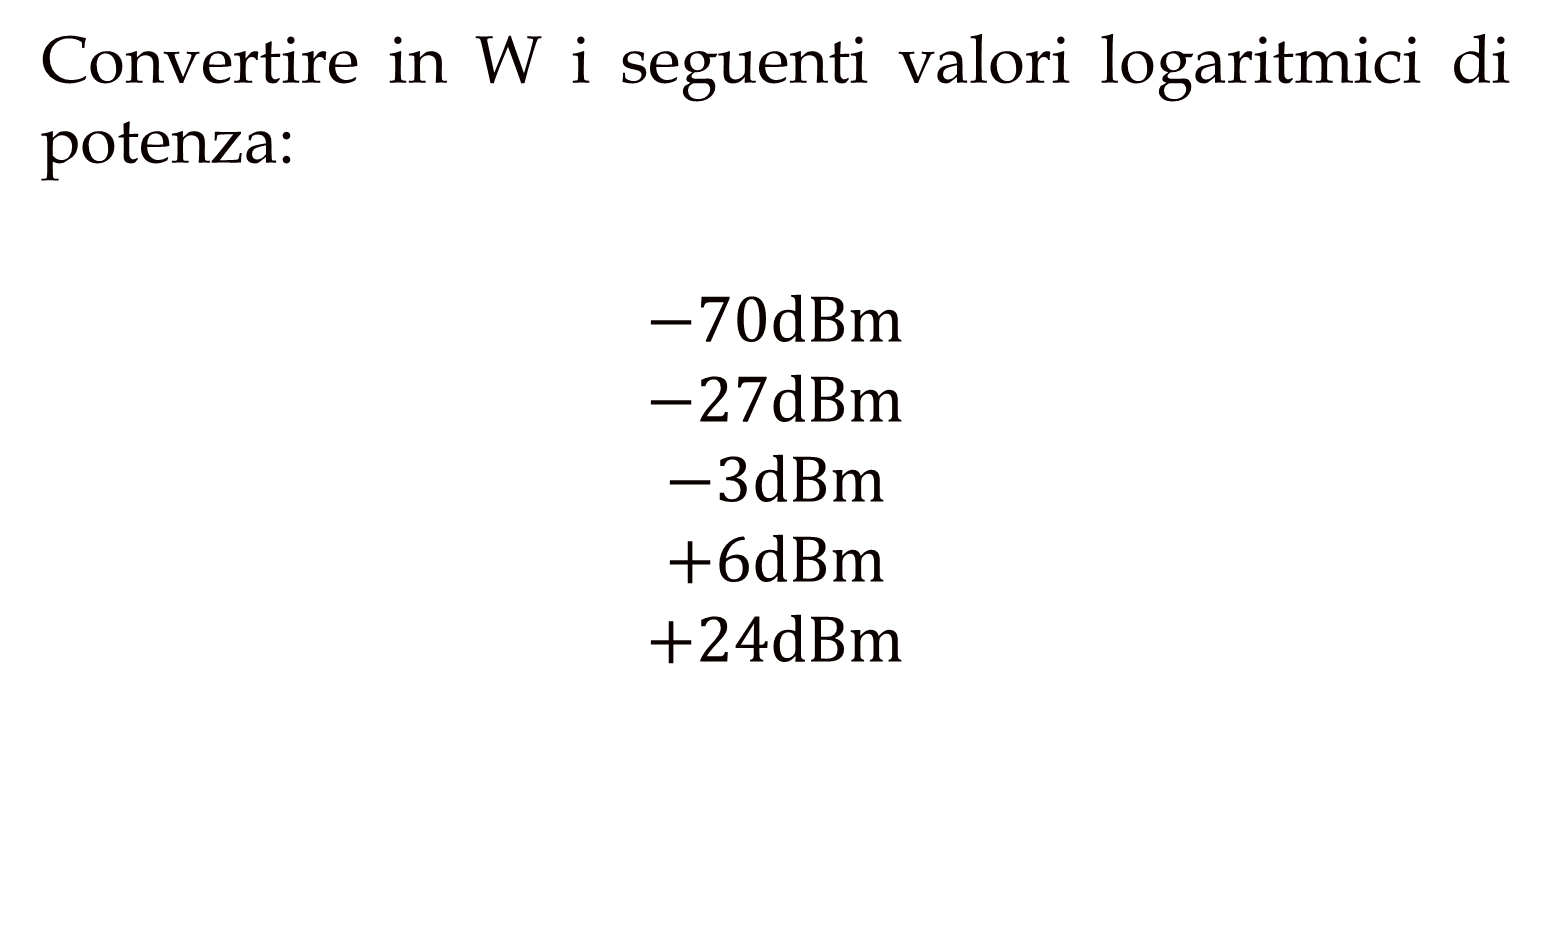 Convertire in W i seguenti valori logaritmici di
potenza:
−70dBm
−27dBm
−3dBm
+6dBm
+24dBm